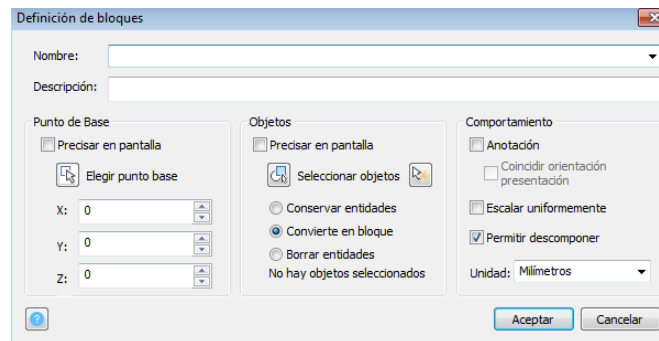 Definición de bloques
Nombre:
Descripción:
Punto de Base
Precisar en pantalla
Elegir punto base
X: 0
Y: 0
Z: 0
Objetos
Precisar en pantalla
Seleccionar objetos
Conservar entidades
Convierte en bloque
Borrar entidades
No hay objetos seleccionados
Comportamiento
Anotación
Coincidir orientación
presentación
Escalar uniformemente
Permitir descomponer
Unidad: Milímetros
?
Aceptar Cancelar